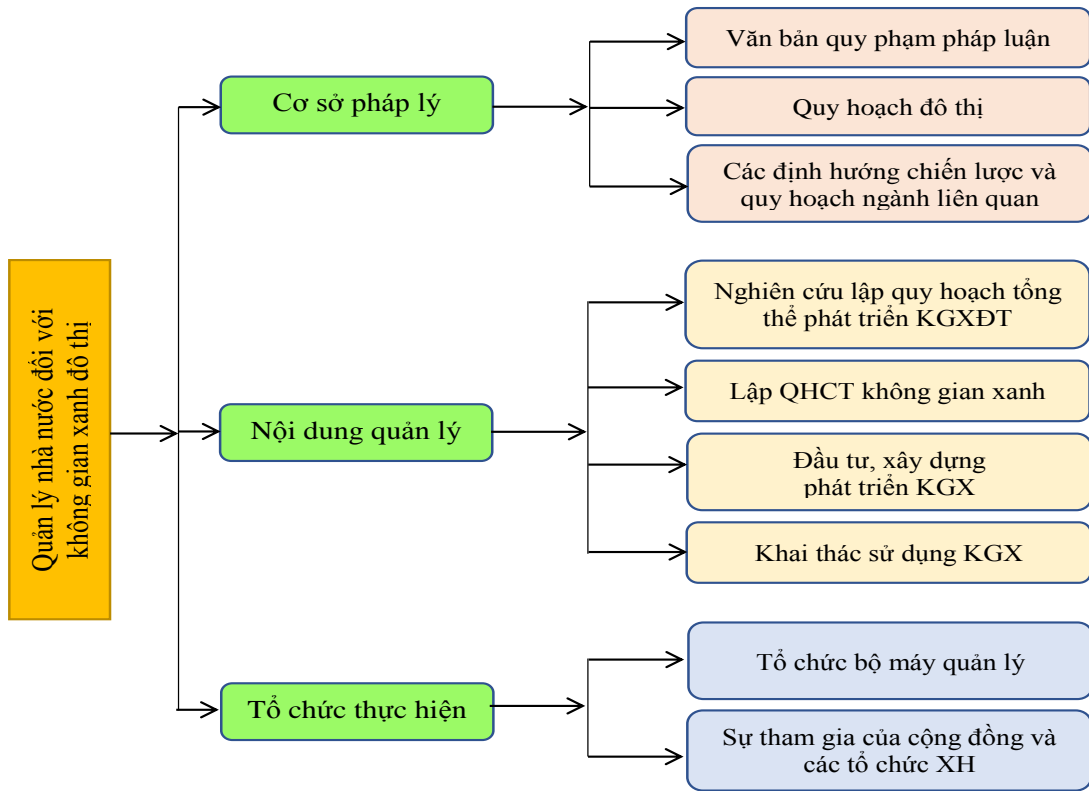 Quản lý nhà nước đối với
không gian xanh đô thị
Cơ sở pháp lý
Văn bản quy phạm pháp luận
Quy hoạch đô thị
Các định hướng chiến lược và
quy hoạch ngành liên quan
Nội dung quản lý
Nghiên cứu lập quy hoạch tổng
thể phát triển KGXĐT
Lập QHCT không gian xanh
Đầu tư, xây dựng
phát triển KGX
Khai thác sử dụng KGX
Tổ chức thực hiện
Tổ chức bộ máy quản lý
Sự tham gia của cộng đồng và
các tổ chức XH